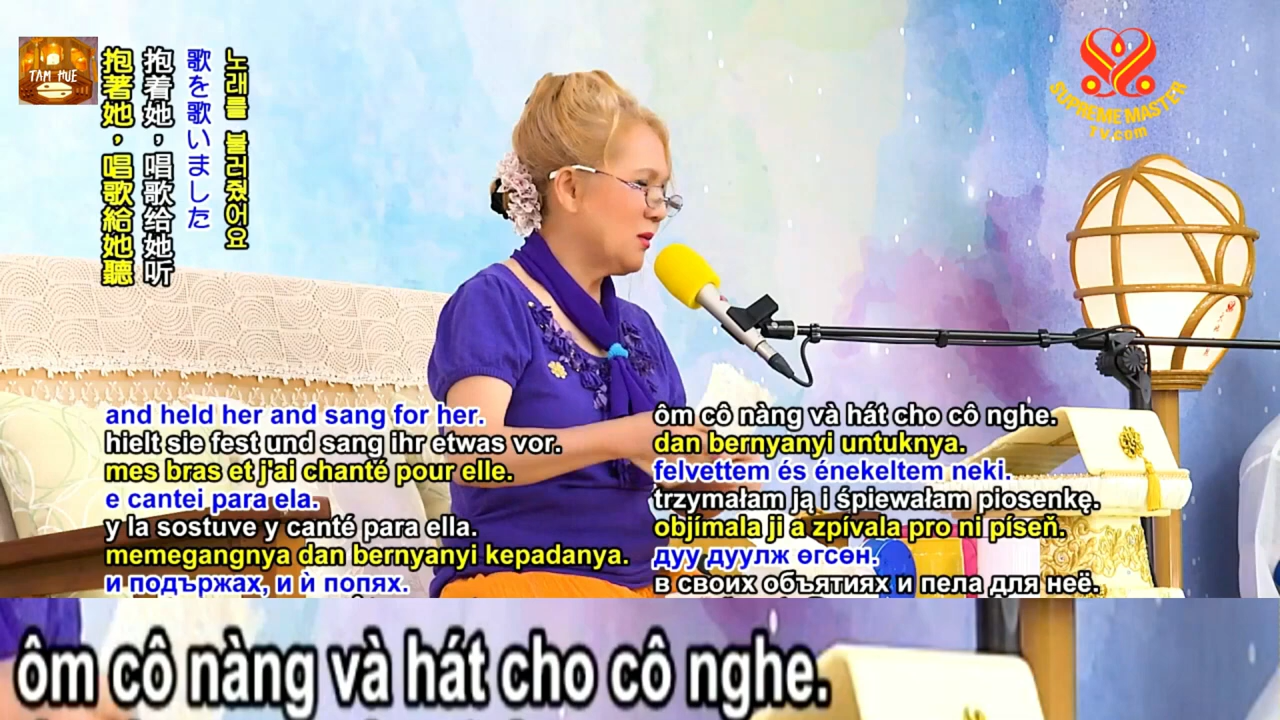 TAM HUE
抱著她，唱歌給她聽
抱着她，唱歌给她听
歌を歌いました
노래를 불러줬어요
SUPREME MASTER
TV.com
and held her and sang for her.
hielt sie fest und sang ihr etwas vor.
mes bras et j'ai chanté pour elle.
e cantei para ela.
y la sostuve y canté para ella.
memegangnya dan bernyanyi kepadanya.
и подържах, и ѝ попях.
ôm cô nàng và hát cho cô nghe.
dan bernyanyi untuknya.
felvettem és énekeltem neki.
trzymałam ją i śpiewałam piosenkę.
objímala ji a zpívala pro ni píseň.
дуу дуулж өгсөн.
в своих объятиях и пела для неё.
ôm cô nàng và hát cho cô nghe.